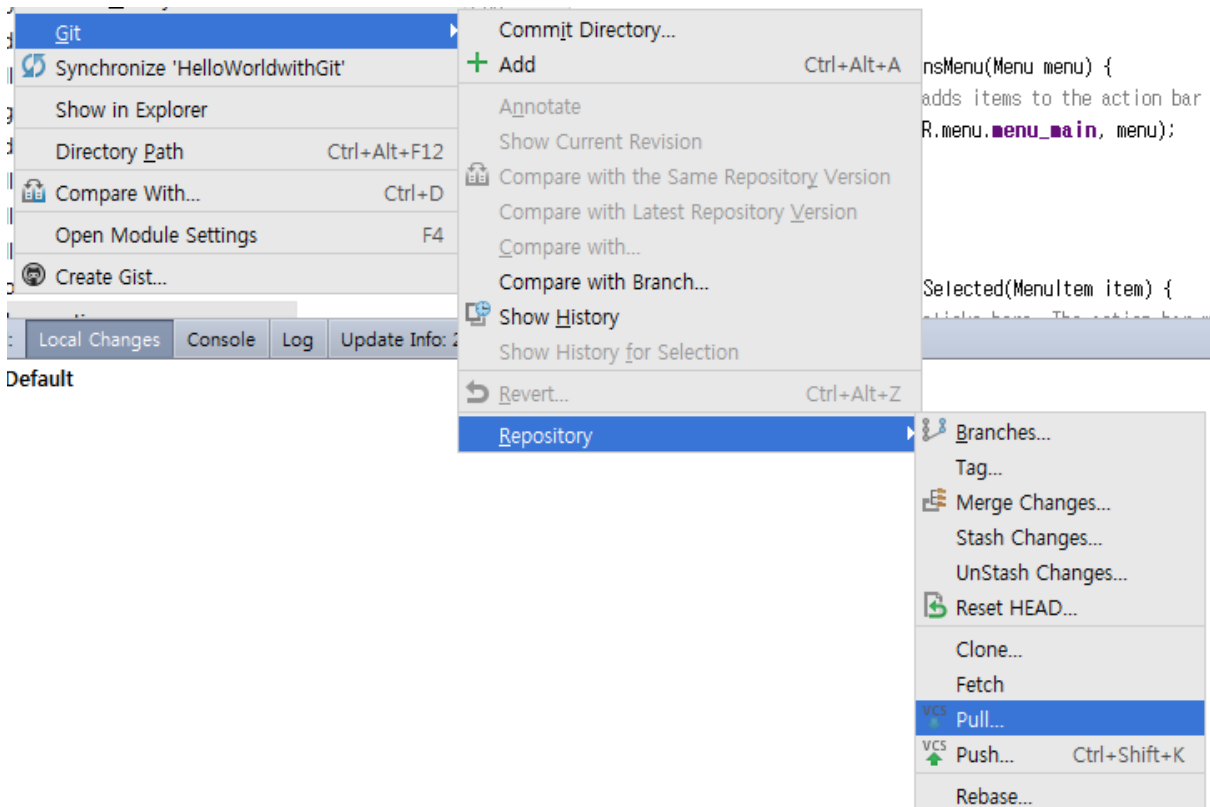 Git
Synchronize 'HelloWorldwithGit'
Show in Explorer
Directory Path Ctrl+Alt+F12
Compare With... Ctrl+D
Open Module Settings F4
Create Gist...
Local Changes Console Log Update Info:
Default
Commit Directory...
Add Ctrl+Alt+A
Annotate
Show Current Revision
Compare with the Same Repository Version
Compare with Latest Repository Version
Compare with...
Compare with Branch...
Show History
Show History for Selection
Revert... Ctrl+Alt+Z
Repository
nsMenu(Menu menu) {
adds items to the action bar
R.menu.menu_main, menu);
Selected(MenuItem item) {
Branches...
Tag...
Merge Changes...
Stash Changes...
UnStash Changes...
Reset HEAD...
Clone...
Fetch
VCS Pull...
VCS Push... Ctrl+Shift+K
Rebase...